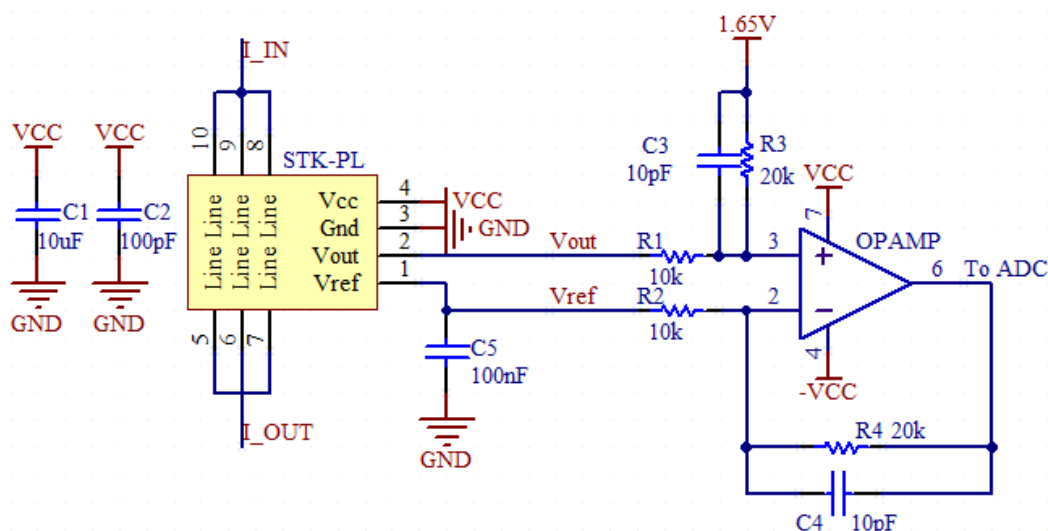 1.65V
I_IN
VCC
VCC
10
9
8
STK-PL
C3
10pF
R3
20k
VCC
C1
10uF
C2
100pF
Line Line
Line Line
Line Line
Vcc
4
VCC
Gnd
3
GND
Vout
2
Vout
R1
10k
3
7
OPAMP
+
6
To ADC
Vref
1
Vref
R2
10k
2
−
4
-VCC
GND
GND
5
6
7
C5
100nF
GND
I_OUT
R4 20k
C4
10pF